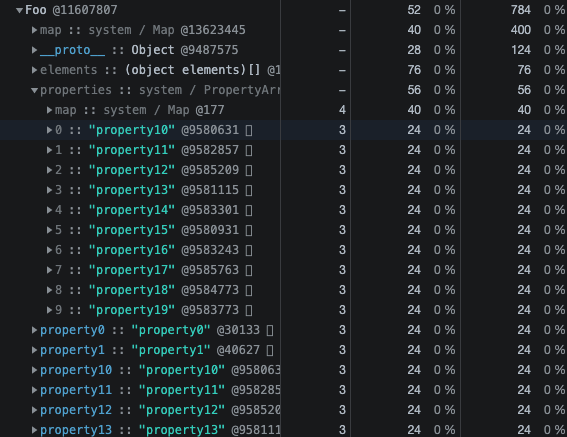 ▼Foo @11607807 – 52 0 % 784 0 %
▶map :: system / Map @13623445 – 40 0 % 400 0 %
▶__proto__ :: Object @9487575 – 28 0 % 124 0 %
▶elements :: (object elements)[] @1 – 76 0 % 76 0 %
▼properties :: system / PropertyArr – 56 0 % 56 0 %
▶map :: system / Map @177 4 40 0 % 40 0 %
▶0 :: "property10" @9580631 □ 3 24 0 % 24 0 %
▶1 :: "property11" @9582857 □ 3 24 0 % 24 0 %
▶2 :: "property12" @9585209 □ 3 24 0 % 24 0 %
▶3 :: "property13" @9581115 □ 3 24 0 % 24 0 %
▶4 :: "property14" @9583301 □ 3 24 0 % 24 0 %
▶5 :: "property15" @9580931 □ 3 24 0 % 24 0 %
▶6 :: "property16" @9583243 □ 3 24 0 % 24 0 %
▶7 :: "property17" @9585763 □ 3 24 0 % 24 0 %
▶8 :: "property18" @9584773 □ 3 24 0 % 24 0 %
▶9 :: "property19" @9583773 □ 3 24 0 % 24 0 %
▶property0 :: "property0" @30133 □ 3 24 0 % 24 0 %
▶property1 :: "property1" @40627 □ 3 24 0 % 24 0 %
▶property10 :: "property10" @958063 3 24 0 % 24 0 %
▶property11 :: "property11" @958285 3 24 0 % 24 0 %
▶property12 :: "property12" @958520 3 24 0 % 24 0 %
▶property13 :: "property13" @958111 3 24 0 % 24 0 %